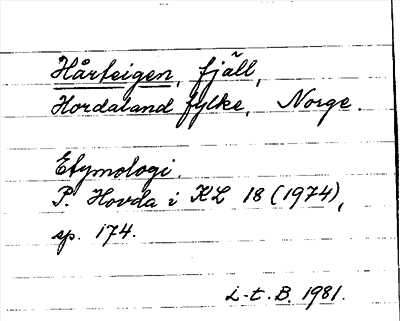 Hårteigen, fjäll,
Hordaland fylke, Norge.
Etymologi.
P. Hovda i KL 18 (1974),
sp. 174.
L-t. B. 1981.